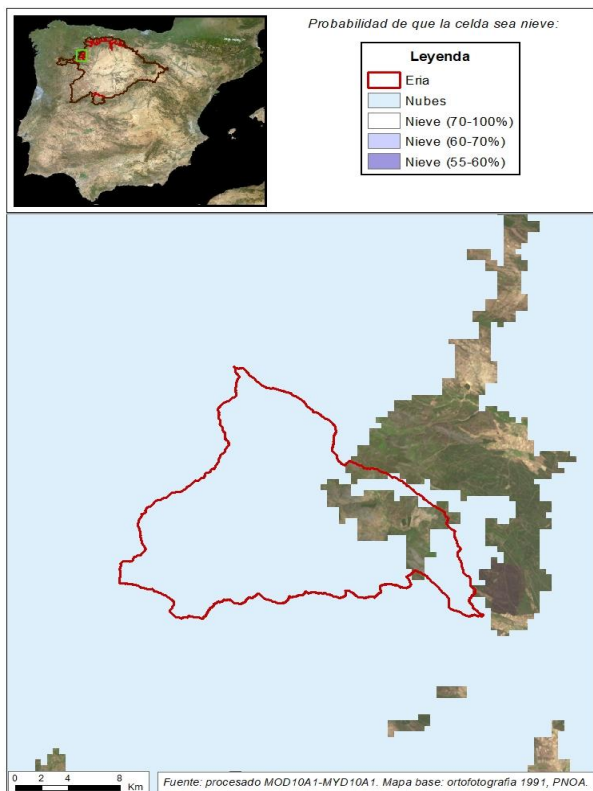 Probabilidad de que la celda sea nieve:
Leyenda
Eria
Nubes
Nieve (70-100%)
Nieve (60-70%)
Nieve (55-60%)
0 2 4 8
Km
Fuente: procesado MOD10A1-MYD10A1. Mapa base: ortofotografía 1991, PNOA.